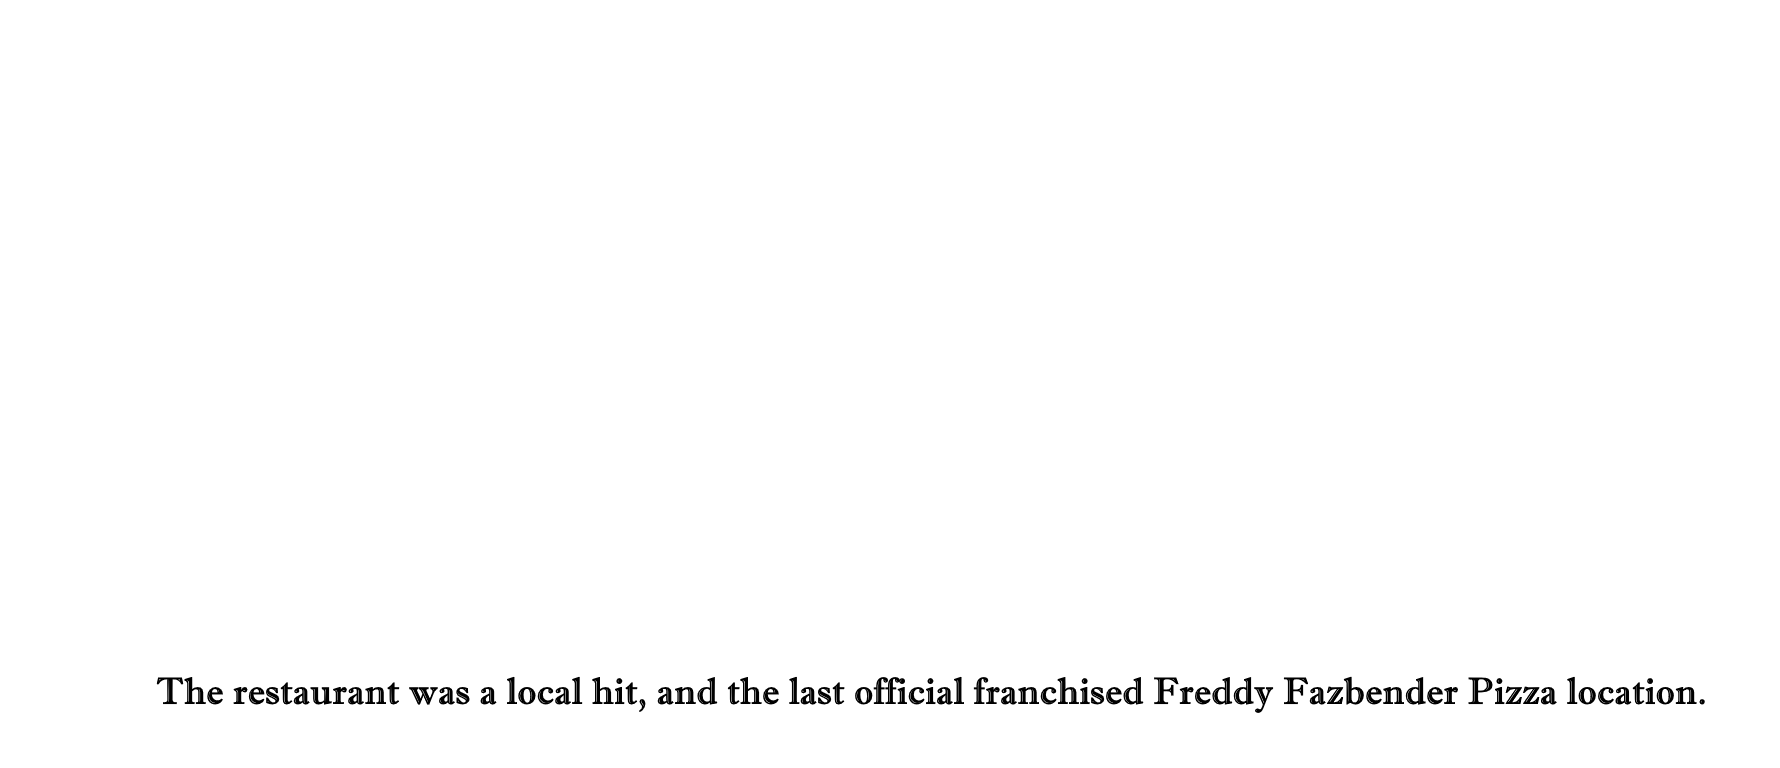 The restaurant was a local hit, and the last official franchised Freddy Fazbender Pizza location.